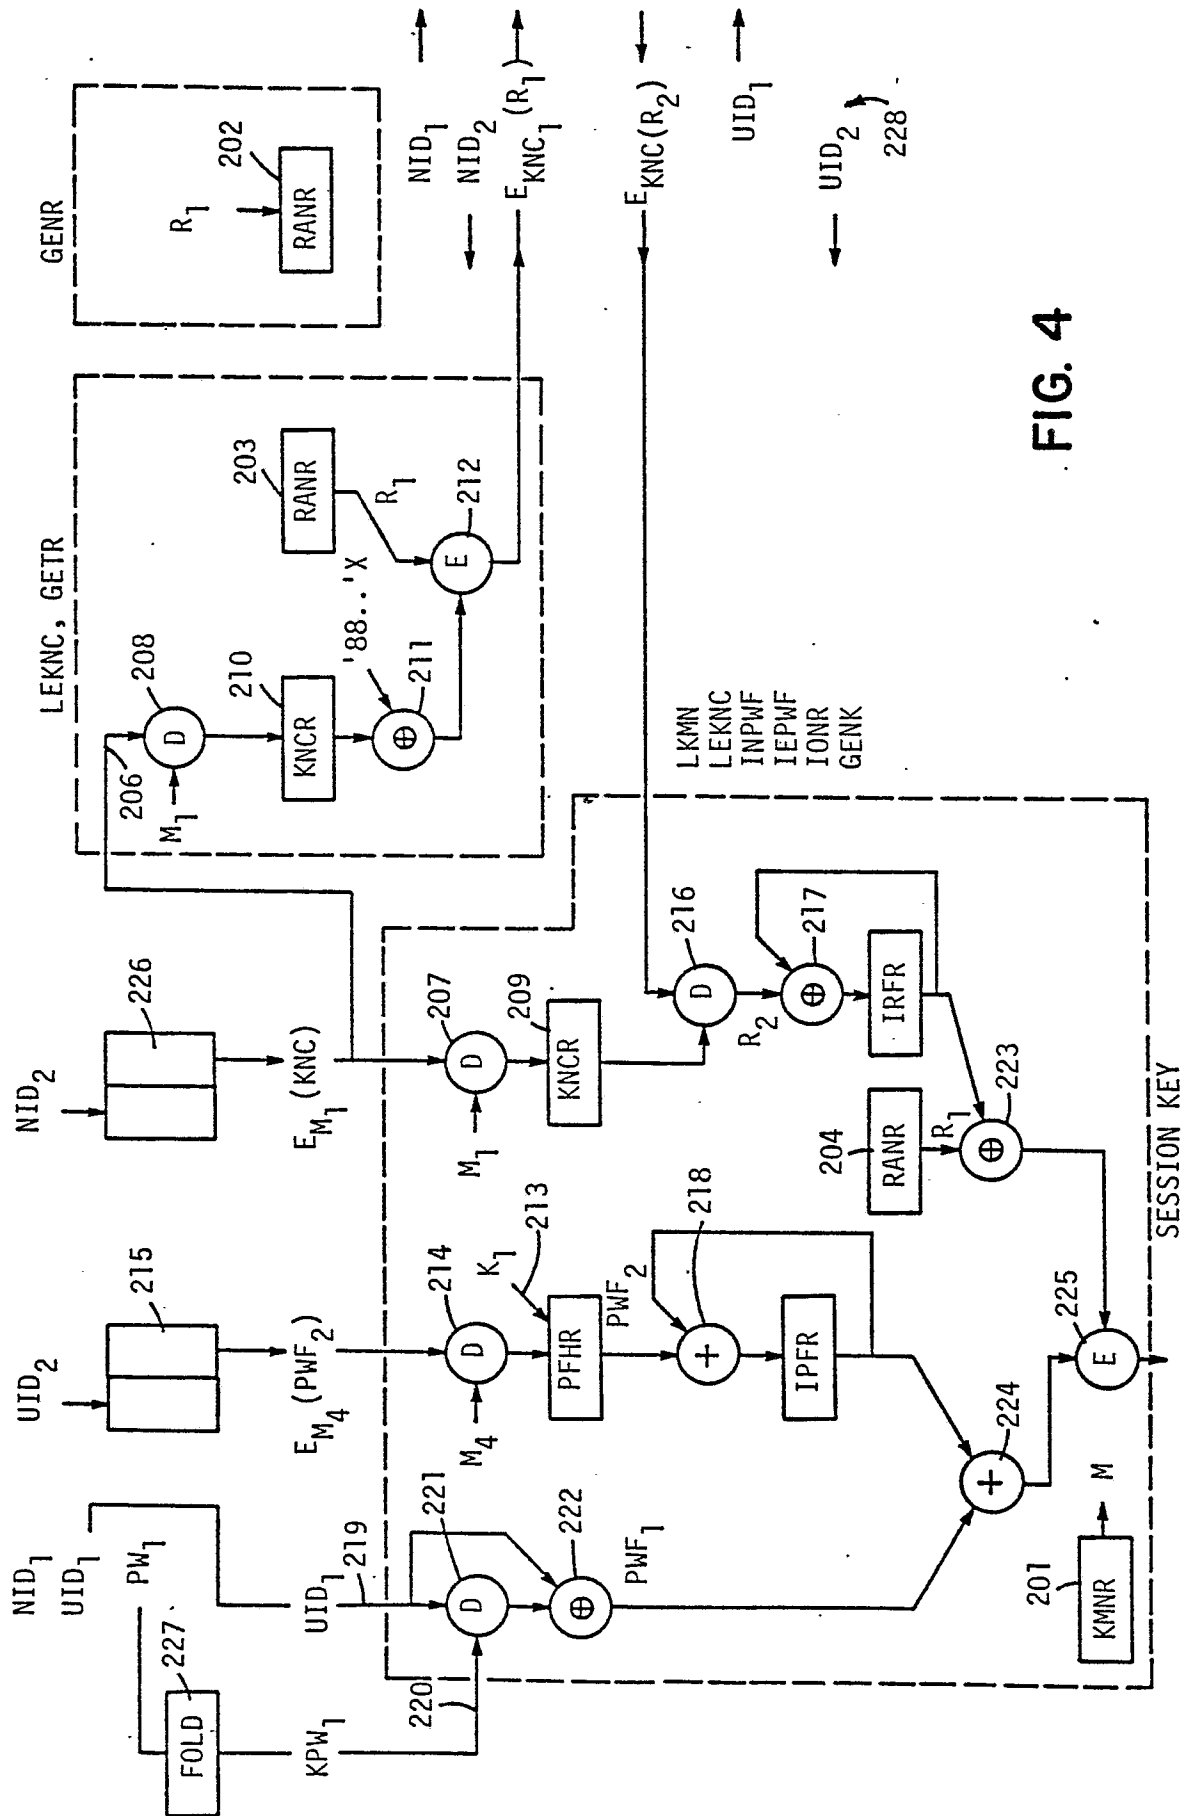 NID1
UID1
PW1
UID2
NID2
227
FOLD
215
226
GENR
R1
202
RANR
LEKNC, GETR
206
208
D
M1
210
KNCR
'88...'X
⊕
211
203
RANR
R1
E
212
KPW1
UID1
219
EM4(PWF2)
EM1(KNC)
220
221
D
222
⊕
PWF1
M4
214
D
K1
213
PFHR
PWF2
218
+
IPFR
M1
207
D
209
KNCR
216
D
R2
217
⊕
IRFR
204
RANR
R1
223
⊕
224
+
225
E
201
KMNR
M
SESSION KEY
LKMN
LEKNC
INPWF
IEPWF
IONR
GENK
NID1
NID2
EKNC1(R1)
EKNC(R2)
UID1
UID2
228
FIG. 4